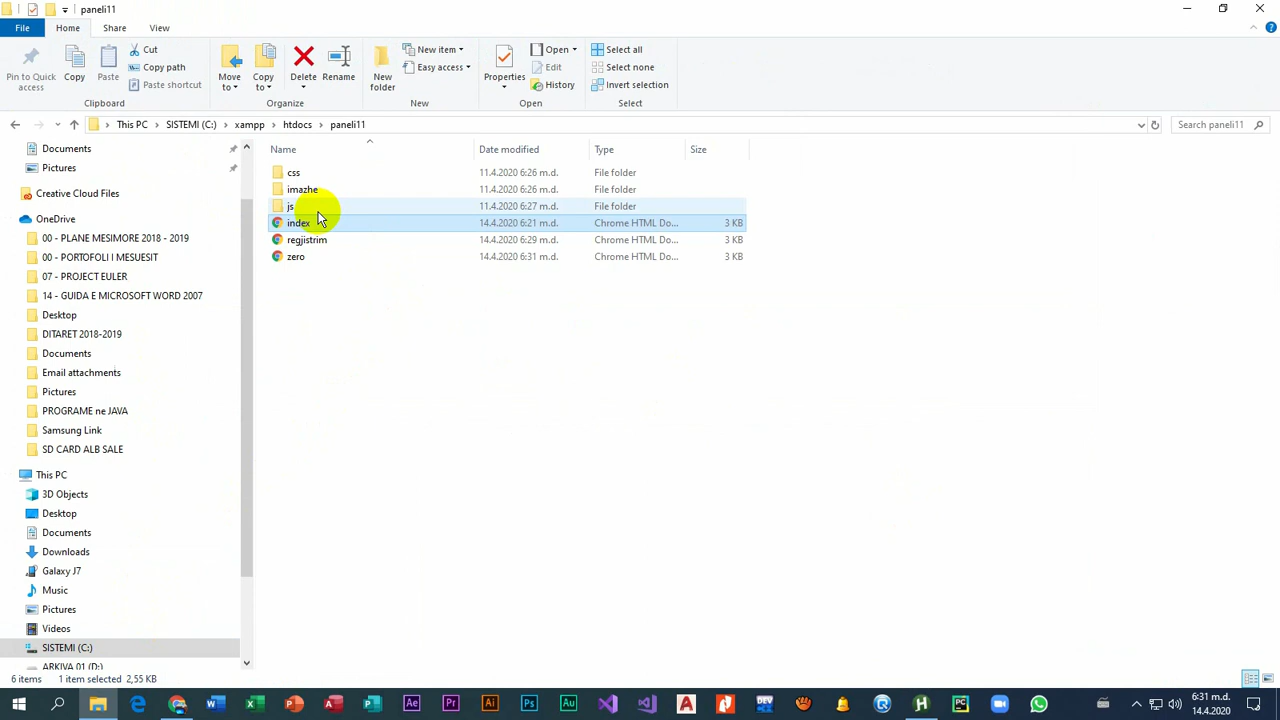 paneli11
File
Home
Share
View
Pin to Quick access
Copy
Paste
Cut
Copy path
Paste shortcut
Clipboard
Move to
Copy to
Delete
Rename
Organize
New folder
New item
Easy access
New
Properties
Open
Edit
History
Open
Select all
Select none
Invert selection
Select
This PC
SISTEMI (C:)
xampp
htdocs
paneli11
Search paneli11
Documents
Pictures
Creative Cloud Files
OneDrive
00 - PLANE MESIMORE 2018 - 2019
00 - PORTOFOLI I MESUESIT
07 - PROJECT EULER
14 - GUIDA E MICROSOFT WORD 2007
Desktop
DITARET 2018-2019
Documents
Email attachments
Pictures
PROGRAME ne JAVA
Samsung Link
SD CARD ALB SALE
This PC
3D Objects
Desktop
Documents
Downloads
Galaxy J7
Music
Pictures
Videos
SISTEMI (C:)
ARKIVA 01 (D:)
Name Date modified Type Size
css 11.4.2020 6:26 m.d. File folder
imazhe 11.4.2020 6:26 m.d. File folder
js 11.4.2020 6:27 m.d. File folder
index 14.4.2020 6:21 m.d. Chrome HTML Do... 3 KB
regjistrim 14.4.2020 6:29 m.d. Chrome HTML Do... 3 KB
zero 14.4.2020 6:31 m.d. Chrome HTML Do... 3 KB
6 items 1 item selected 2,55 KB
Ae
Pr
Ai
Ps
Au
DEV
H
PC
6:31 m.d.
14.4.2020